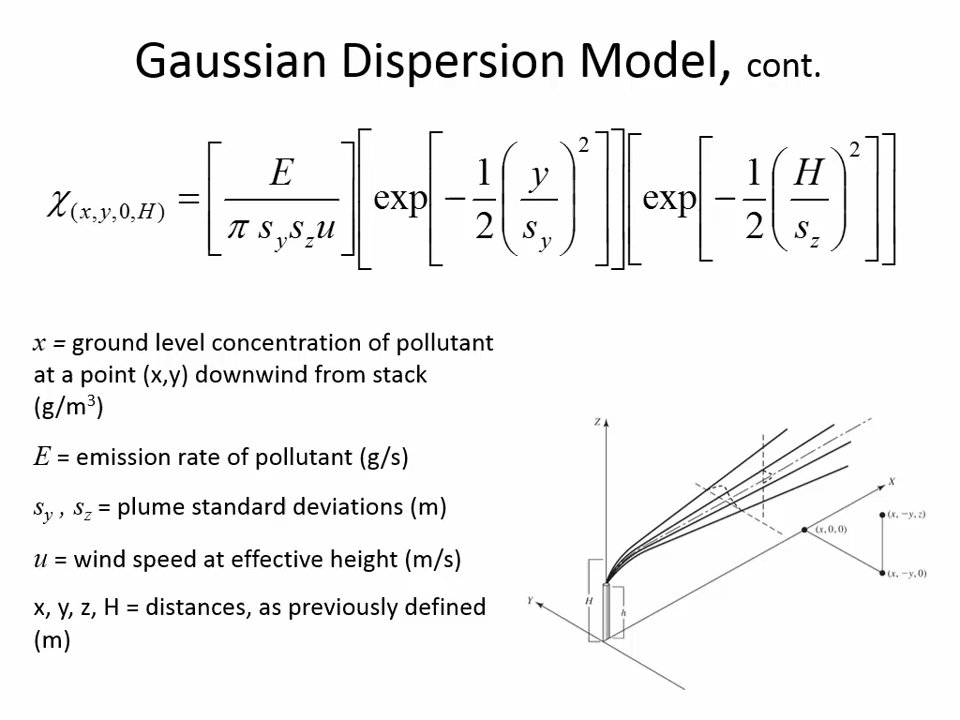 Gaussian Dispersion Model, cont.
χ(x,y,0,H) = [E / π s_y s_z u] [exp[−1/2 (y/s_y)²]] [exp[−1/2 (H/s_z)²]]
x = ground level concentration of pollutant
at a point (x,y) downwind from stack
(g/m³)
E = emission rate of pollutant (g/s)
s_y , s_z = plume standard deviations (m)
u = wind speed at effective height (m/s)
x, y, z, H = distances, as previously defined
(m)
Z
X
(x, −y, z)
(x, 0, 0)
(x, −y, 0)
Y
H
h